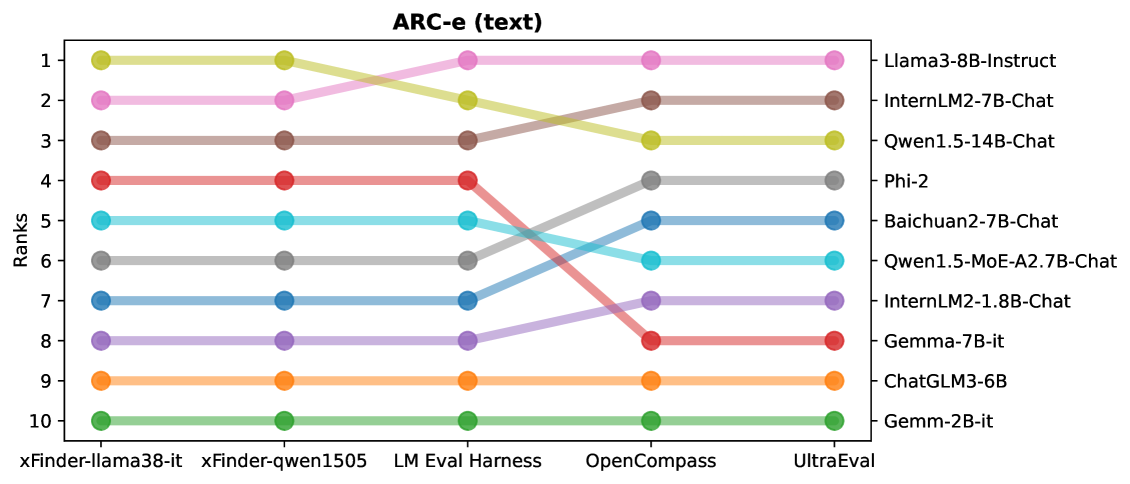 ARC-e (text)
Ranks
1
2
3
4
5
6
7
8
9
10
Llama3-8B-Instruct
InternLM2-7B-Chat
Qwen1.5-14B-Chat
Phi-2
Baichuan2-7B-Chat
Qwen1.5-MoE-A2.7B-Chat
InternLM2-1.8B-Chat
Gemma-7B-it
ChatGLM3-6B
Gemm-2B-it
xFinder-llama38-it
xFinder-qwen1505
LM Eval Harness
OpenCompass
UltraEval